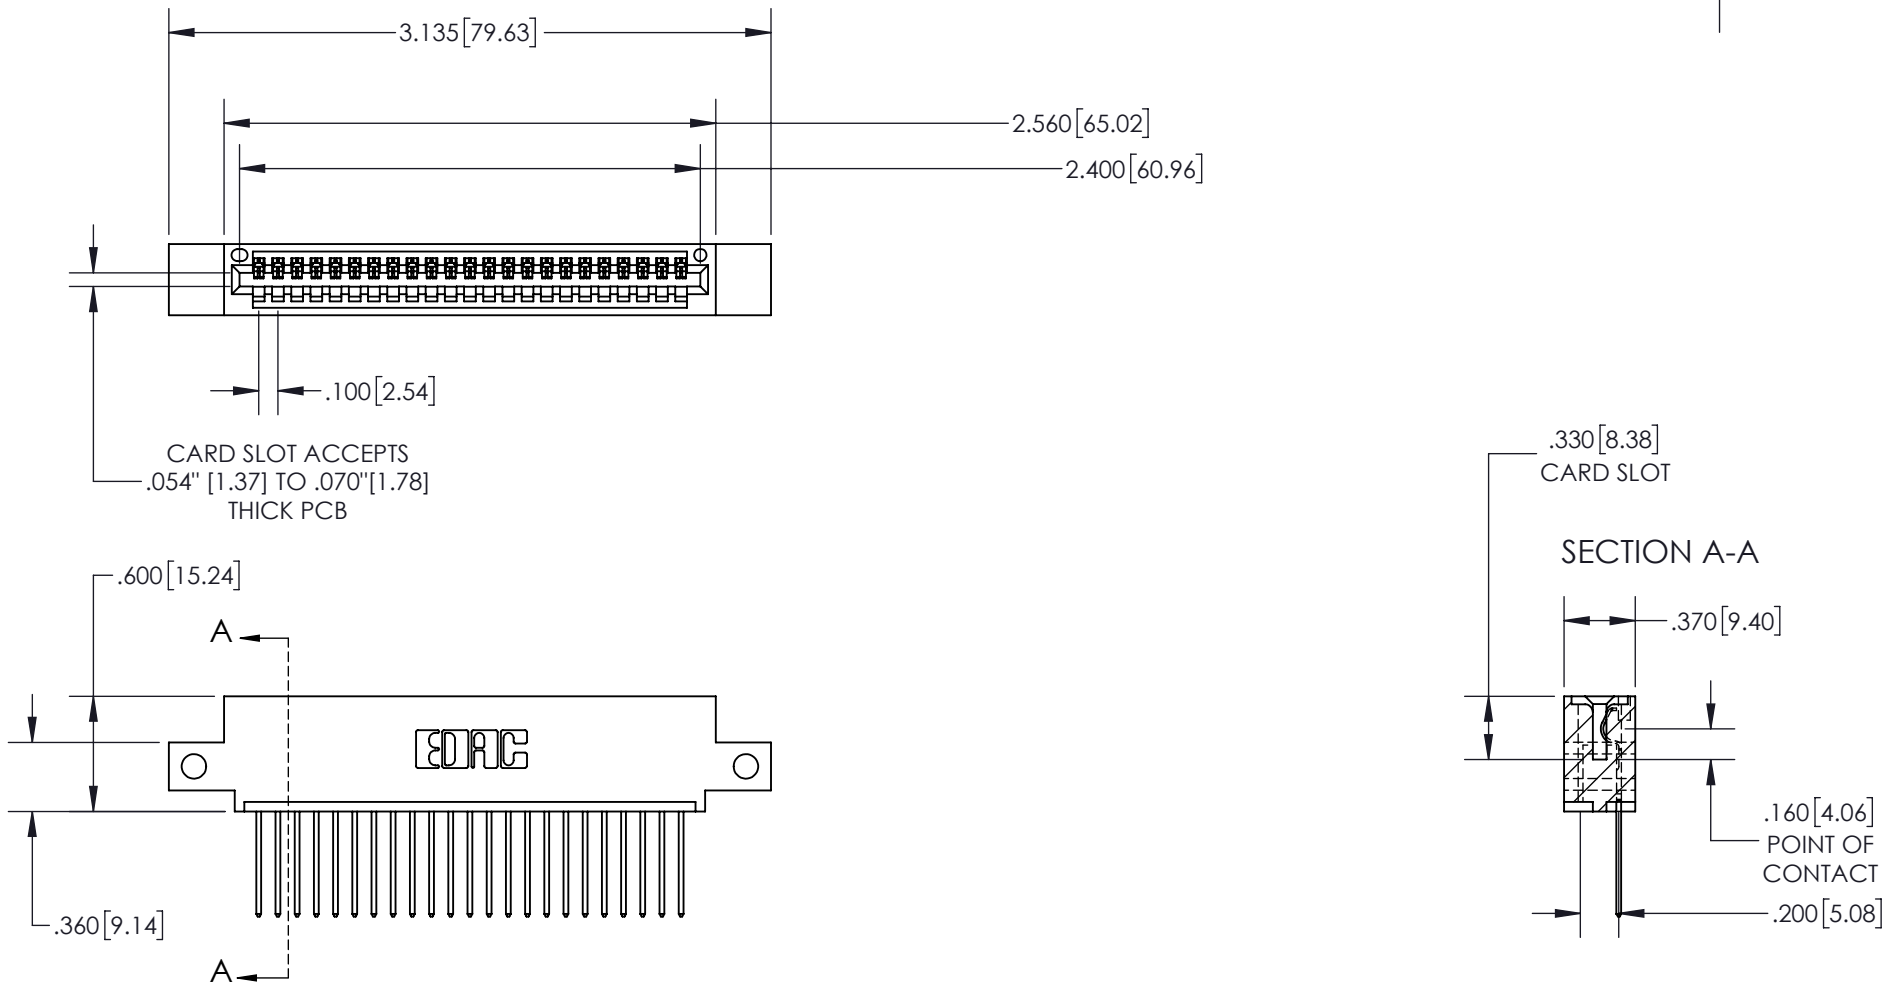 3.135[79.63]
2.560[65.02]
2.400[60.96]
.100[2.54]
CARD SLOT ACCEPTS
.054" [1.37] TO .070"[1.78]
THICK PCB
.330[8.38]
CARD SLOT
SECTION A-A
.600[15.24]
A
.370[9.40]
EDAC
.160[4.06]
POINT OF
CONTACT
.200[5.08]
.360[9.14]
A